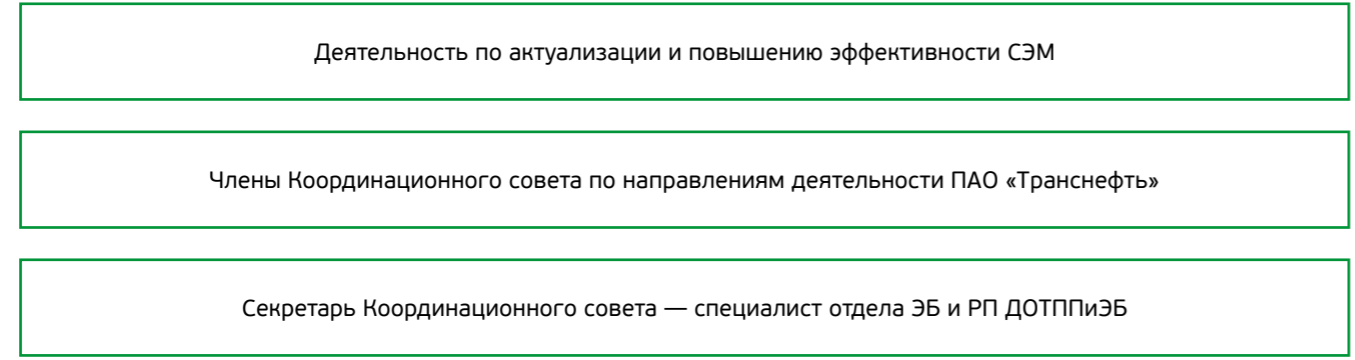 Деятельность по актуализации и повышению эффективности СЭМ
Члены Координационного совета по направлениям деятельности ПАО «Транснефть»
Секретарь Координационного совета — специалист отдела ЭБ и РП ДОТППиЭБ